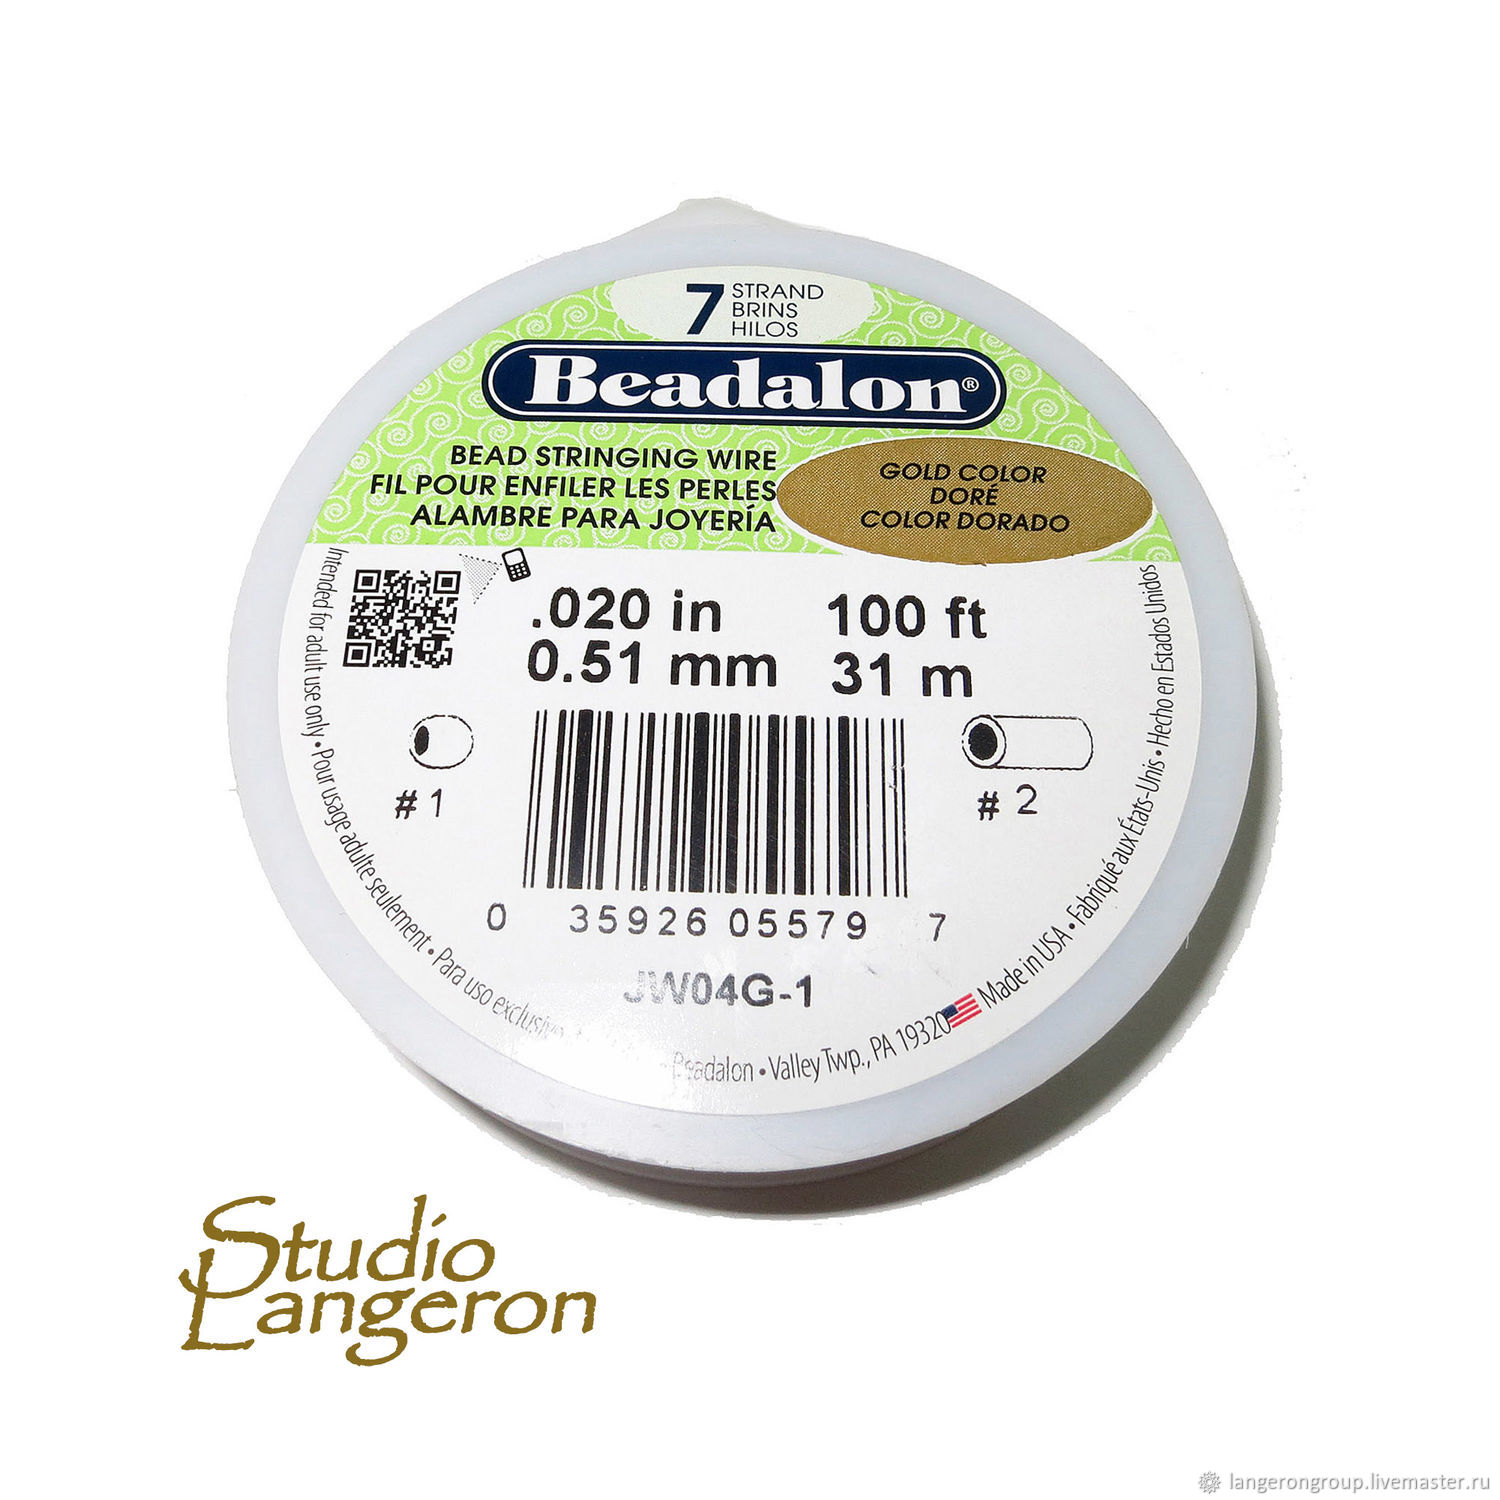 7 STRAND
BRINS
HILOS
Beadalon®
BEAD STRINGING WIRE
FIL POUR ENFILER LES PERLES
ALAMBRE PARA JOYERÍA
GOLD COLOR
DORÉ
COLOR DORADO
.020 in 100 ft
0.51 mm 31 m
# 1
# 2
0 35926 05579 7
JW04G-1
Intended for adult use only • Pour usage adulte seulement • Para uso
Beadalon • Valley Twp., PA 19320 Made in USA • Fabriqué aux États-Unis • Hecho en Estados Unidos
Studio
Langeron
langerongroup.livemaster.ru